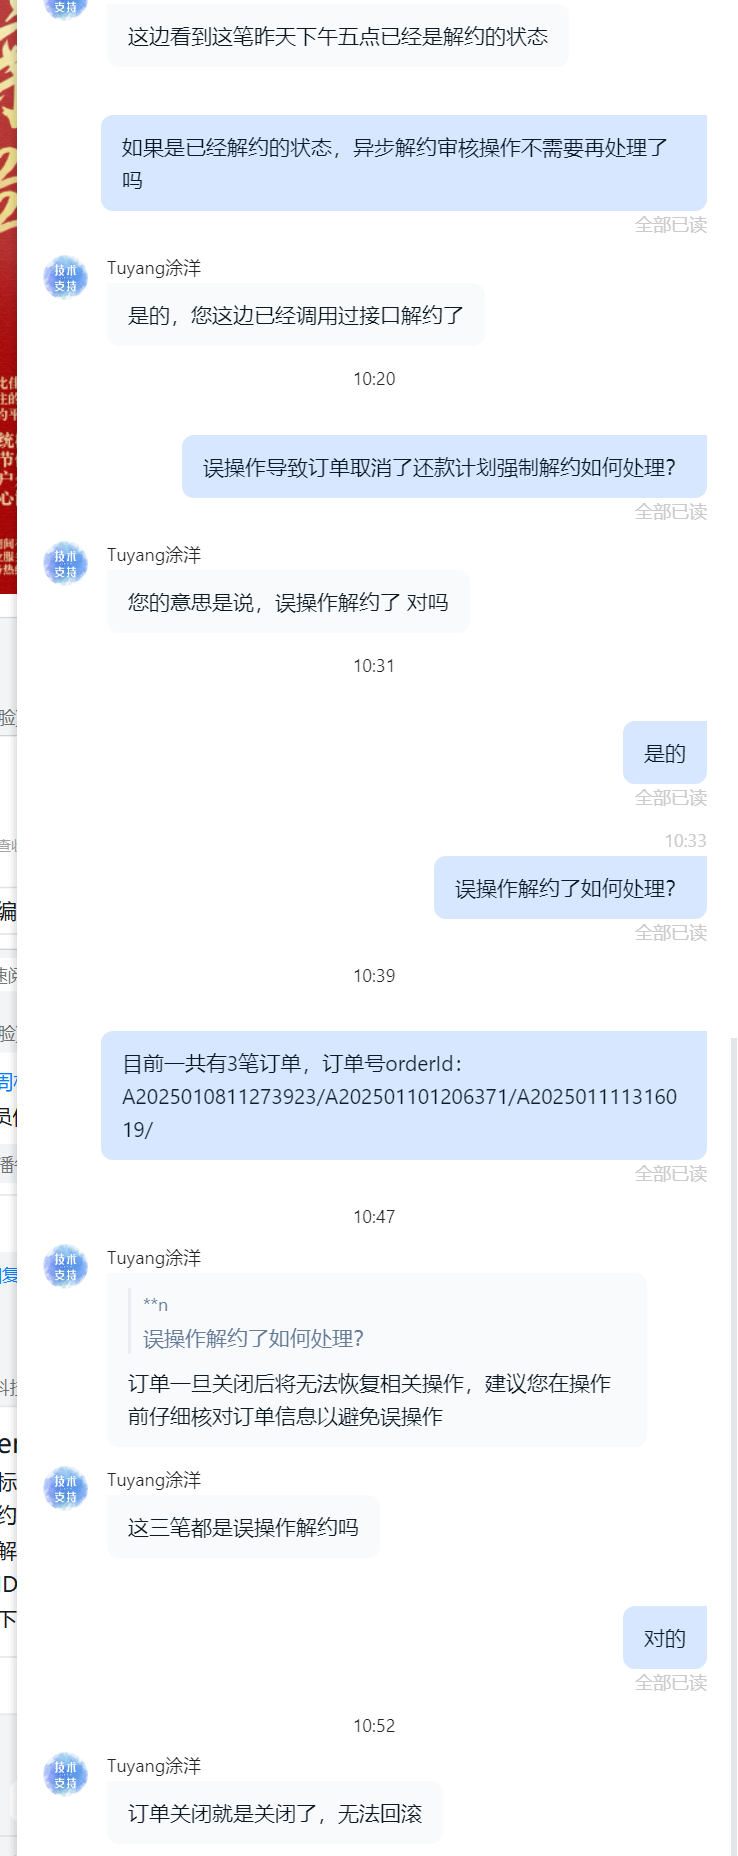 技术
支持
这边看到这笔昨天下午五点已经是解约的状态
如果是已经解约的状态，异步解约审核操作不需要再处理了
吗
全部已读
Tuyang涂洋
技术
支持
是的，您这边已经调用过接口解约了
10:20
误操作导致订单取消了还款计划强制解约如何处理？
全部已读
Tuyang涂洋
技术
支持
您的意思是说，误操作解约了 对吗
10:31
是的
全部已读
10:33
误操作解约了如何处理？
全部已读
10:39
目前一共有3笔订单，订单号orderId：
A2025010811273923/A202501101206371/A2025011113160
19/
全部已读
10:47
Tuyang涂洋
技术
支持
**n
误操作解约了如何处理？
订单一旦关闭后将无法恢复相关操作，建议您在操作
前仔细核对订单信息以避免误操作
Tuyang涂洋
技术
支持
这三笔都是误操作解约吗
对的
全部已读
10:52
Tuyang涂洋
技术
支持
订单关闭就是关闭了，无法回滚